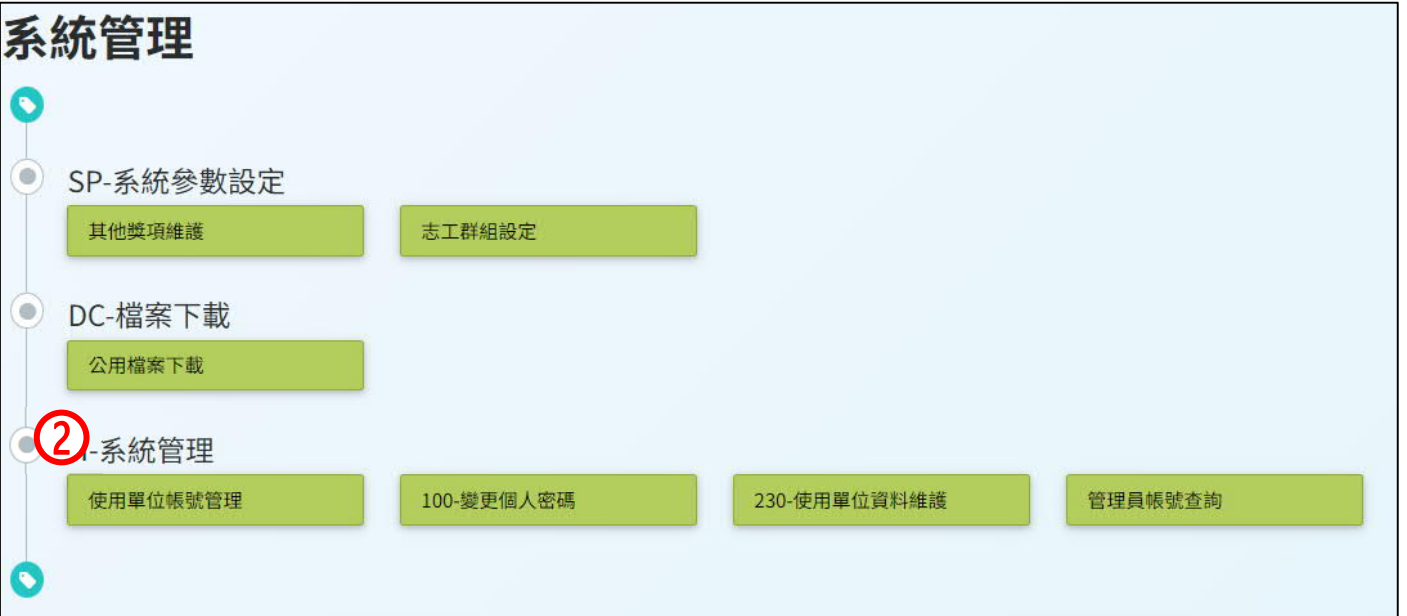 系統管理
SP-系統參數設定
其他獎項維護
志工群組設定
DC-檔案下載
公用檔案下載
2
-系統管理
使用單位帳號管理
100-變更個人密碼
230-使用單位資料維護
管理員帳號查詢